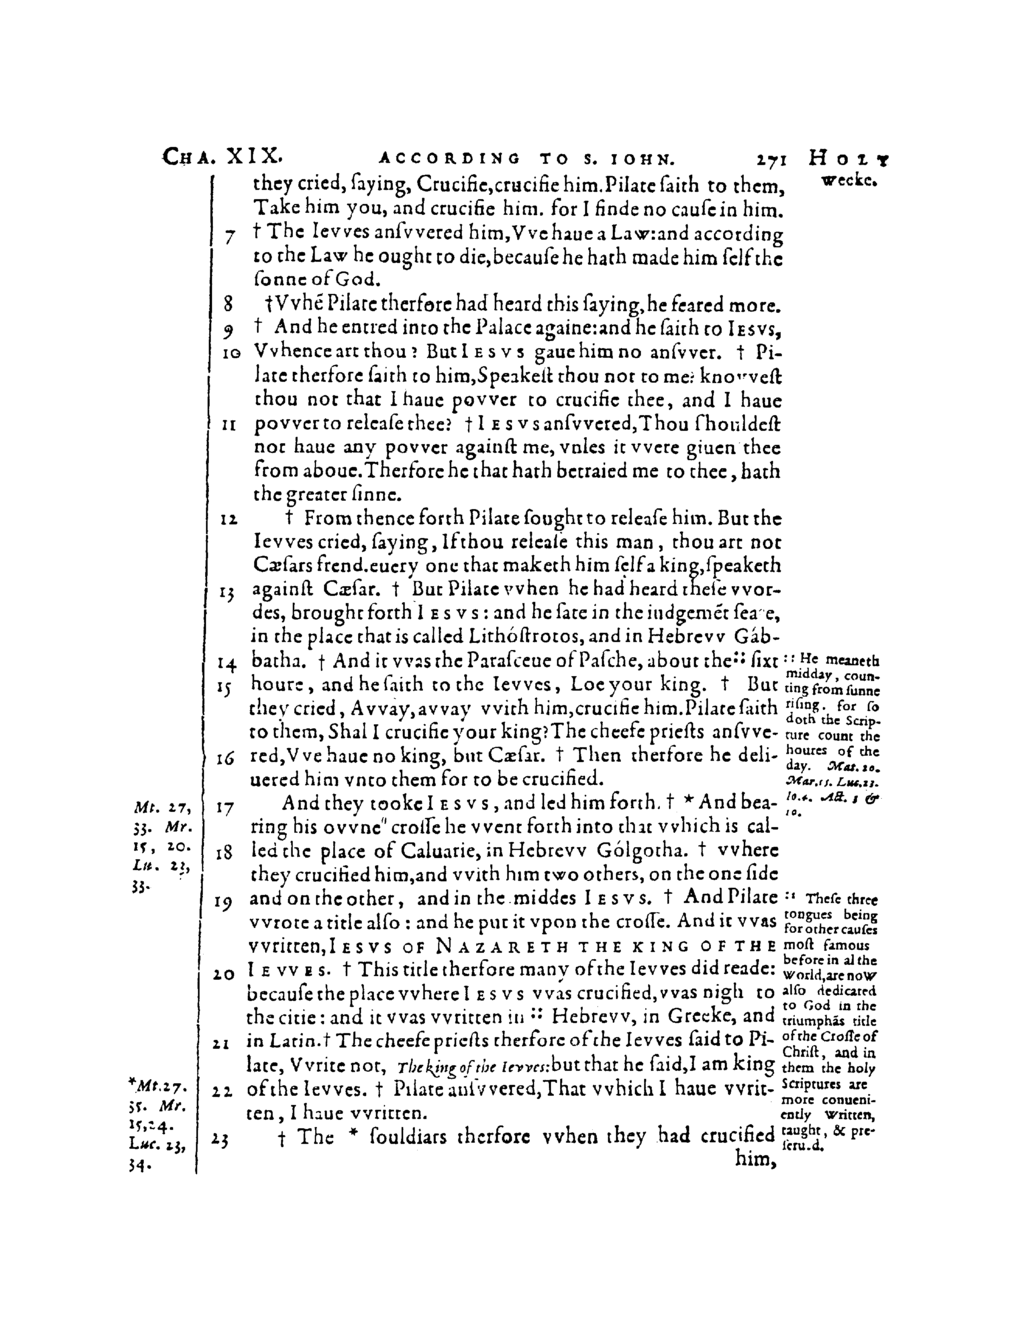 CHA. XIX. ACCORDING TO S. IOHN. 271 HOLY
weeke.
they cried, ſaying, Crucifie,crucifie him.Pilate ſaith to them,
Take him you, and crucifie him. for I finde no cauſe in him.
7 † The Ievves anſvvered him,Vve haue a Law:and according
to the Law he ought to die,becauſe he hath made him ſelf the
ſonne of God.
8 †Vvhē Pilate therfore had heard this ſaying,he feared more.
9 † And he entred into the Palace againe:and he ſaith to IESVS,
10 Vvhence art thou? But IESVS gaue him no anſvver. † Pi-
late therfore ſaith to him,Speakeſt thou not to me? knovveſt
thou not that I haue povver to crucifie thee, and I haue
11 povver to releaſe thee? †IESVS anſvvered,Thou ſhouldeſt
not haue any povver againſt me, vnles it vvere giuen thee
from aboue.Therfore he that hath betraied me to thee, hath
the greater ſinne.
12 † From thence forth Pilate ſought to releaſe him. But the
Ievves cried, ſaying, If thou releaſe this man, thou art not
Cæſars frend.euery one that maketh him ſelf a king,ſpeaketh
13 againſt Cæſar. † But Pilate vvhen he had heard theſe vvor-
des, brought forth IESVS: and he ſate in the iudgemēt ſeate,
in the place that is called Lithóſtrotos, and in Hebrevv Gáb-
14 batha. † And it vvas the Paraſceue of Paſche, about the :: ſixt
15 houre, and he ſaith to the Ievves, Loe your king. † But
they cried, Avvay,avvay vvith him,crucifie him.Pilate ſaith
to them, Shal I crucifie your king? The cheefe prieſts anſvve-
16 red,Vve haue no king, but Cæſar. † Then therfore he deli-
uered him vnto them for to be crucified.
17 And they tooke IESVS, and led him forth. † * And bea-
ring his ovvne" croſſe he vvent forth into that vvhich is cal-
18 led the place of Caluarie, in Hebrevv Gólgotha. † vvhere
they crucified him,and vvith him two others, on the one ſide
19 and on the other, and in the middes IESVS. † And Pilate
vvrote a title alſo: and he put it vpon the croſſe. And it vvas
vvritten,IESVS OF NAZARETH THE KING OF THE
20 IEVVES. † This title therfore many of the Ievves did reade:
becauſe the place vvhere IESVS vvas crucified,vvas nigh to
the citie: and it vvas vvritten in :: Hebrevv, in Greeke, and
21 in Latin.† The cheefe prieſts therfore of the Ievves ſaid to Pi-
late, Vvrite not, The king of the Ievves:but that he ſaid,I am king
22 of the Ievves. † Pilate anſvvered,That vvhich I haue vvrit-
ten, I haue vvritten.
23 † The * ſouldiars therfore vvhen they had crucified
him,
:: He meaneth
midday, coun-
ting from ſunne
riſing. for ſo
doth the Scrip-
ture count the
houres of the
day. Mat. 20.
Mar. 15. Luc. 23.
Io. 4. Act. 2 &
10.
:: Theſe three
tongues being
for other cauſes
moſt famous
before in al the
world,are now
alſo dedicated
to God in the
triumphās title
of the Croſſe of
Chriſt, and in
them the holy
Scriptures are
more conueni-
ently written,
taught, & pre-
ſerued.
Mt. 27,
33. Mr.
15, 20.
Lu. 23,
33.
*Mt.27.
35. Mr.
15,24.
Luc. 23,
34.